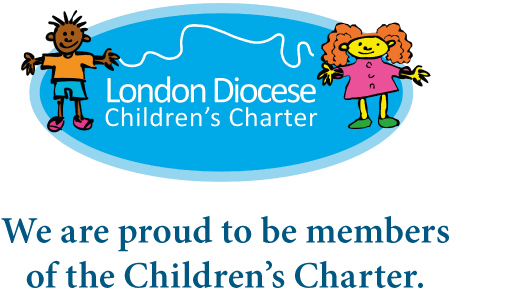 London Diocese
Children’s Charter
We are proud to be members
of the Children’s Charter.